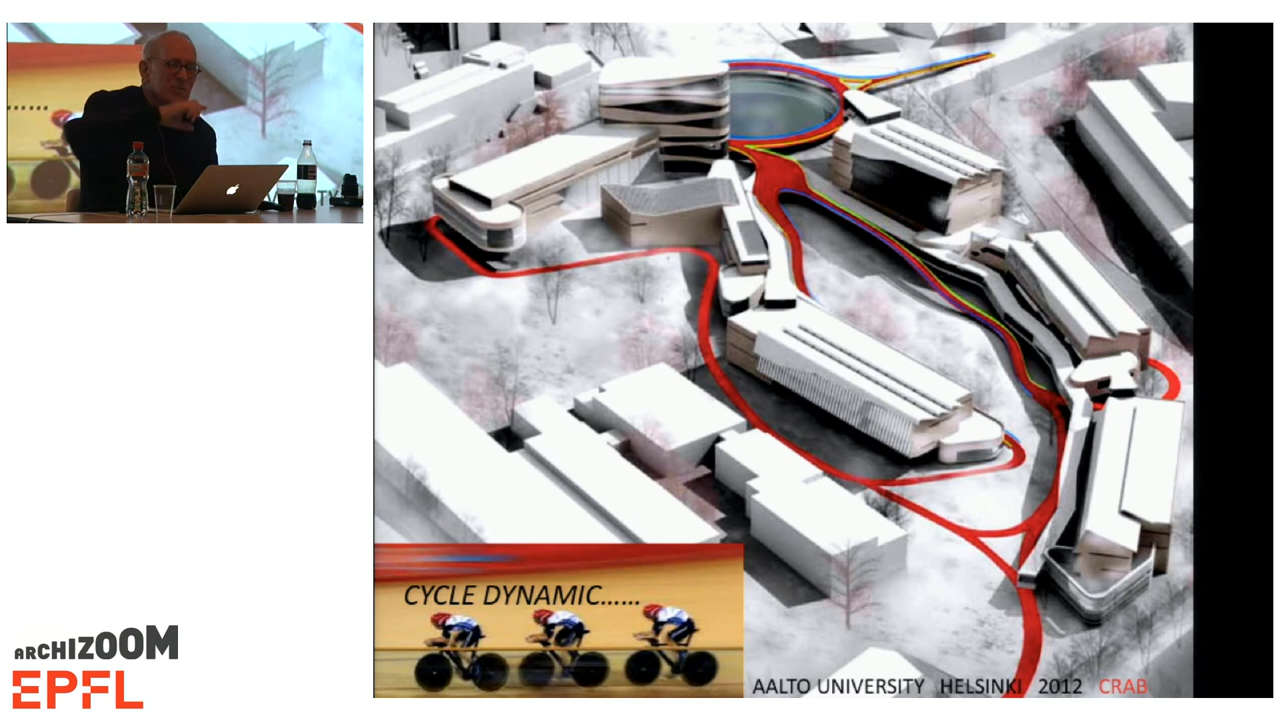 CYCLE DYNAMIC......
AALTO UNIVERSITY HELSINKI 2012 CRAB
ARCHIZOOM
EPFL